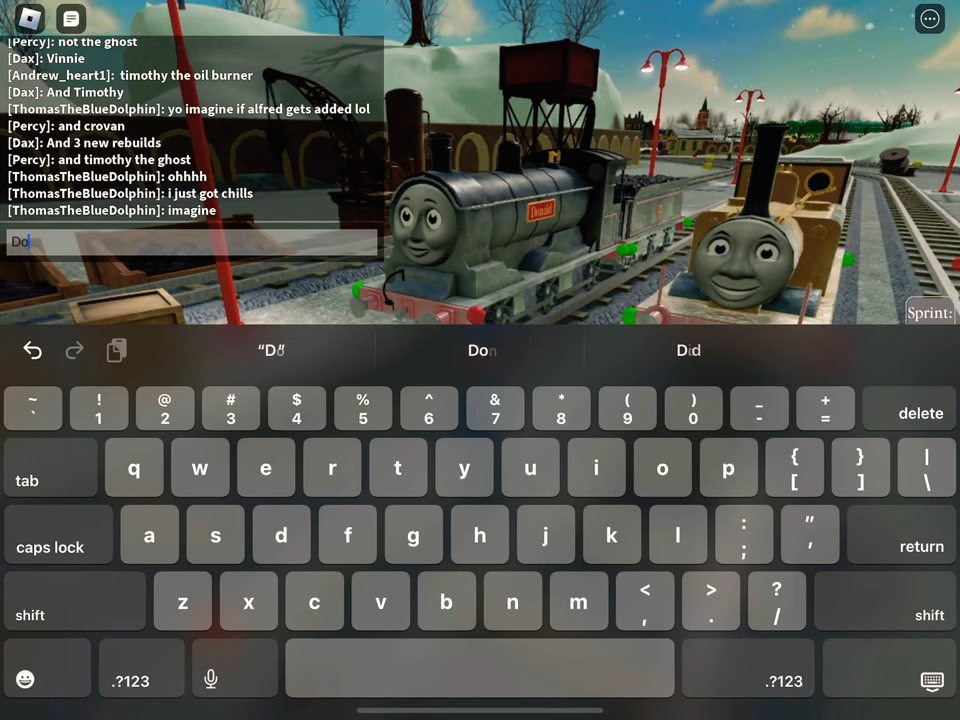 [Percy]: not the ghost
[Dax]: Vinnie
[Andrew_heart1]: timothy the oil burner
[Dax]: And Timothy
[ThomasTheBlueDolphin]: yo imagine if alfred gets added lol
[Percy]: and crovan
[Dax]: And 3 new rebuilds
[Percy]: and timothy the ghost
[ThomasTheBlueDolphin]: ohhhh
[ThomasTheBlueDolphin]: i just got chills
[ThomasTheBlueDolphin]: imagine
Do
Donald
Sprint:
“Do” Don Did
~ ! @ # $ % ^ & * ( ) _ +
` 1 2 3 4 5 6 7 8 9 0 - = delete
tab q w e r t y u i o p { [ } ] | \
caps lock a s d f g h j k l : ; " ' return
shift z x c v b n m < , > . ? / shift
.?123 .?123